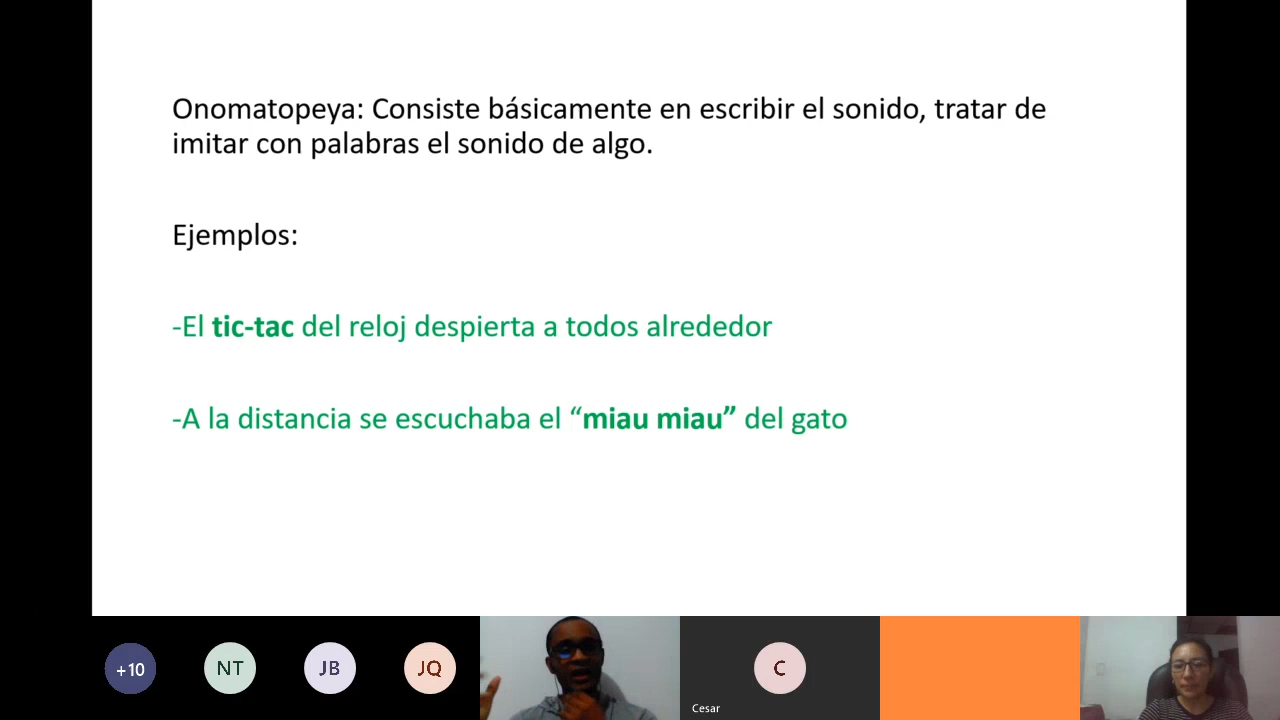 Onomatopeya: Consiste básicamente en escribir el sonido, tratar de
imitar con palabras el sonido de algo.
Ejemplos:
-El tic-tac del reloj despierta a todos alrededor
-A la distancia se escuchaba el “miau miau” del gato
+10
NT
JB
JQ
C
Cesar